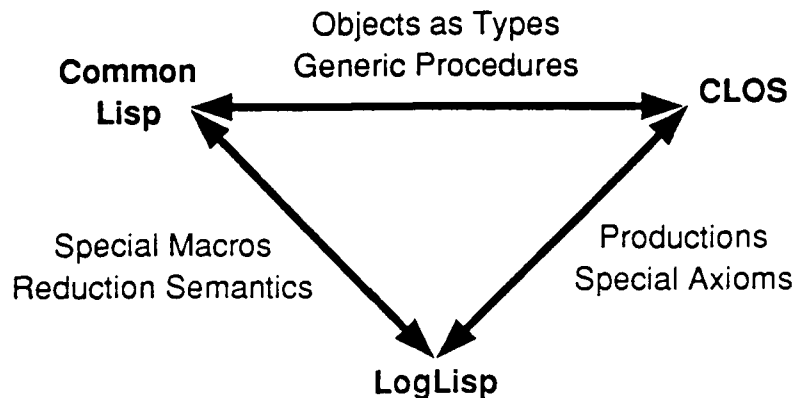 Objects as Types
Generic Procedures
Common
Lisp
CLOS
Special Macros
Reduction Semantics
Productions
Special Axioms
LogLisp